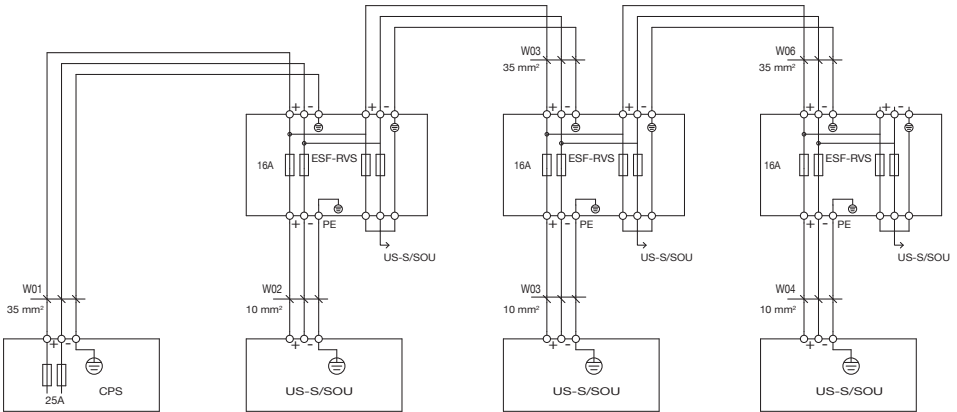 W03
35 mm²
W06
35 mm²
+ - + -
+ - + -
+ - + -
16A ESF-RVS
16A ESF-RVS
16A ESF-RVS
+ - PE
+ - PE
+ - PE
US-S/SOU
US-S/SOU
US-S/SOU
W01
35 mm²
W02
10 mm²
W03
10 mm²
W04
10 mm²
+ -
+ -
+ -
+ -
25A
CPS
US-S/SOU
US-S/SOU
US-S/SOU